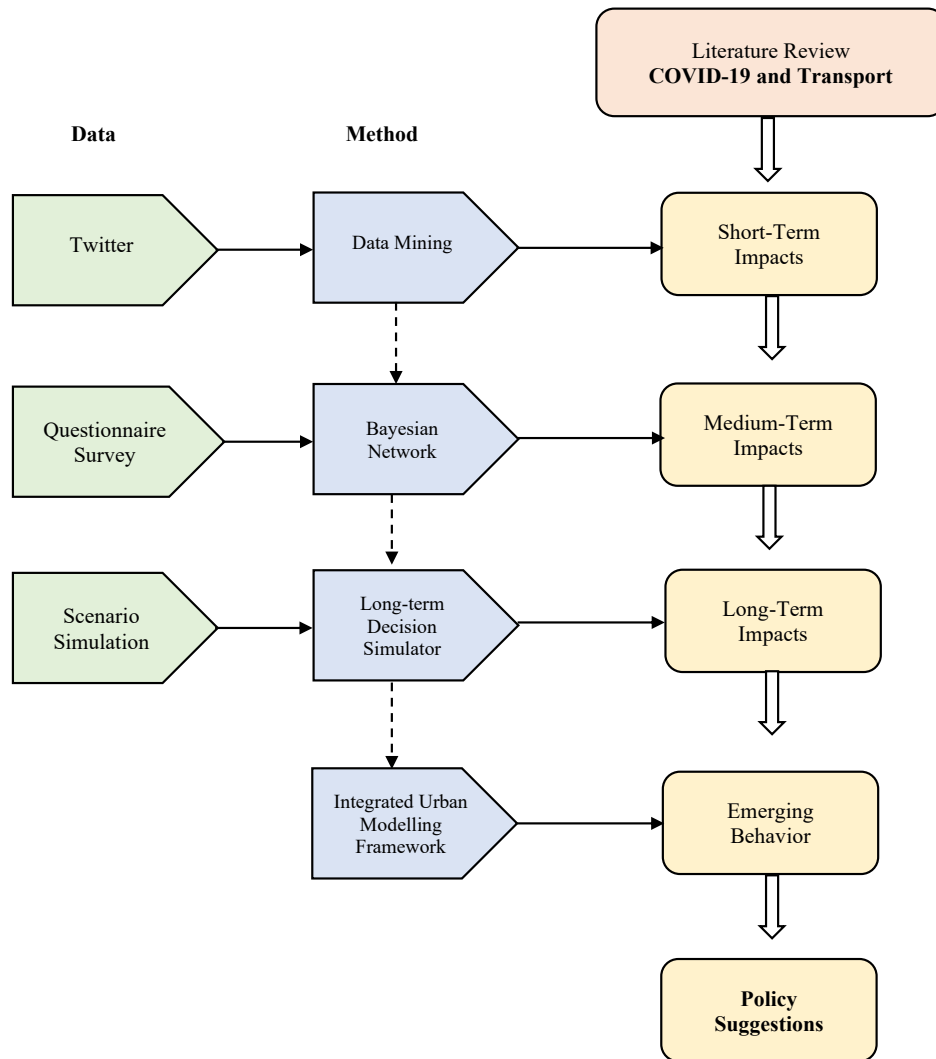 Literature Review
COVID-19 and Transport
Data
Method
Twitter
Data Mining
Short-Term
Impacts
Questionnaire
Survey
Bayesian
Network
Medium-Term
Impacts
Scenario
Simulation
Long-term
Decision
Simulator
Long-Term
Impacts
Integrated Urban
Modelling
Framework
Emerging
Behavior
Policy
Suggestions